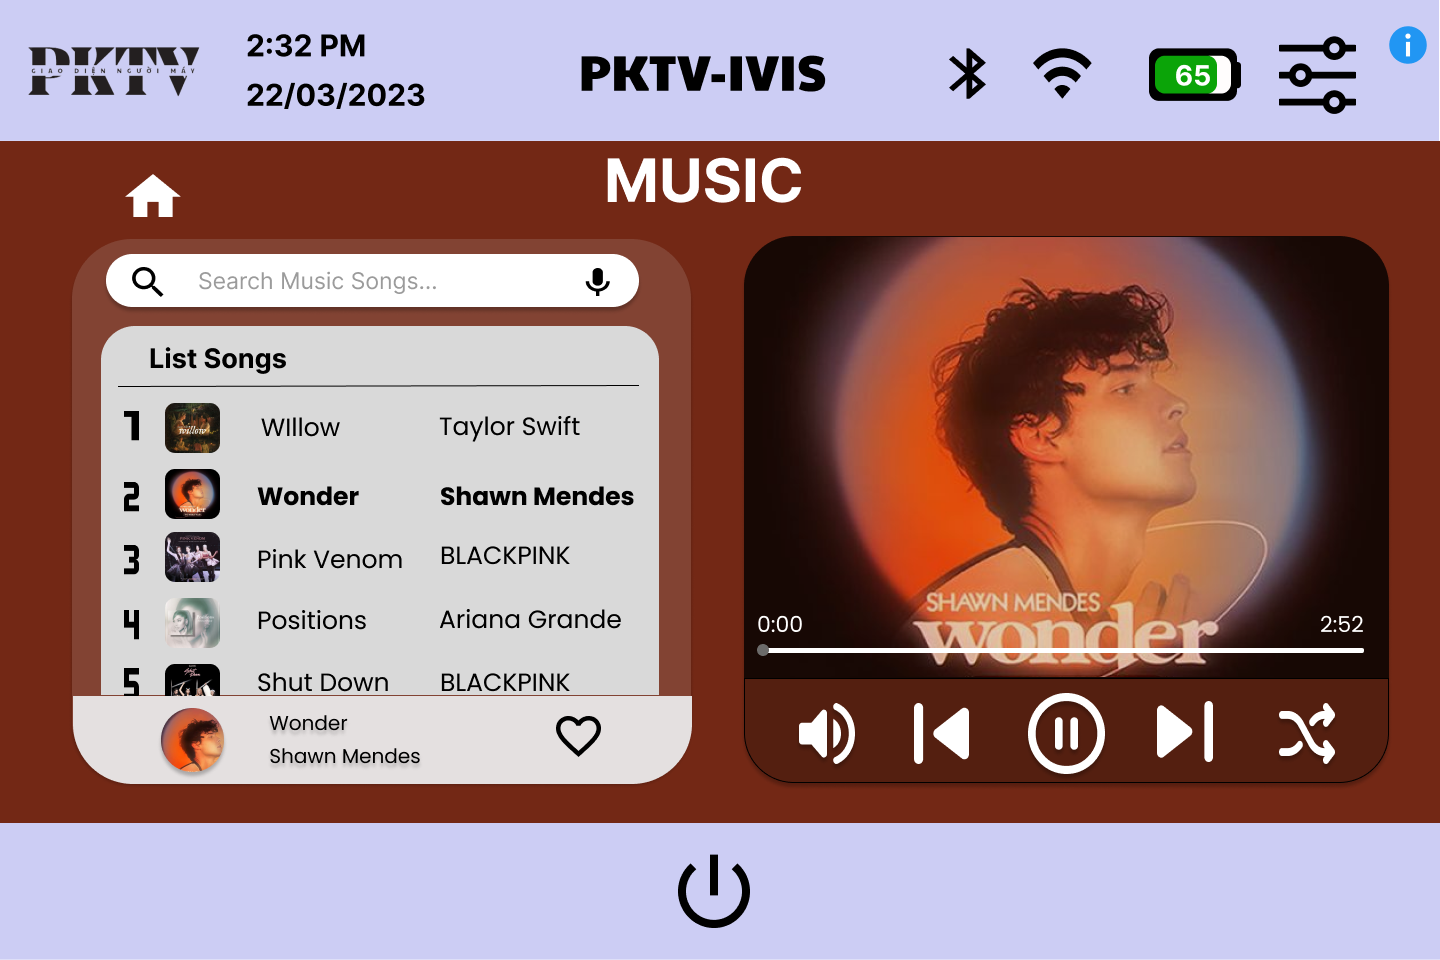 PKTV
GIAO DIỆN NGƯỜI MÁY
2:32 PM
22/03/2023
PKTV-IVIS
65
i
MUSIC
Search Music Songs...
List Songs
1 willow WIllow Taylor Swift
2 wonder Wonder Shawn Mendes
3 Pink Venom BLACKPINK
4 Positions Ariana Grande
5 Shut Down BLACKPINK
Wonder
Shawn Mendes
SHAWN MENDES
wonder
0:00 2:52